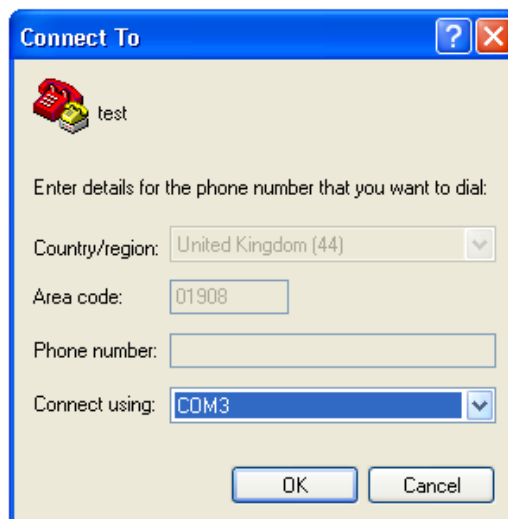 Connect To
test
Enter details for the phone number that you want to dial:
Country/region: United Kingdom (44)
Area code: 01908
Phone number:
Connect using: COM3
OK Cancel